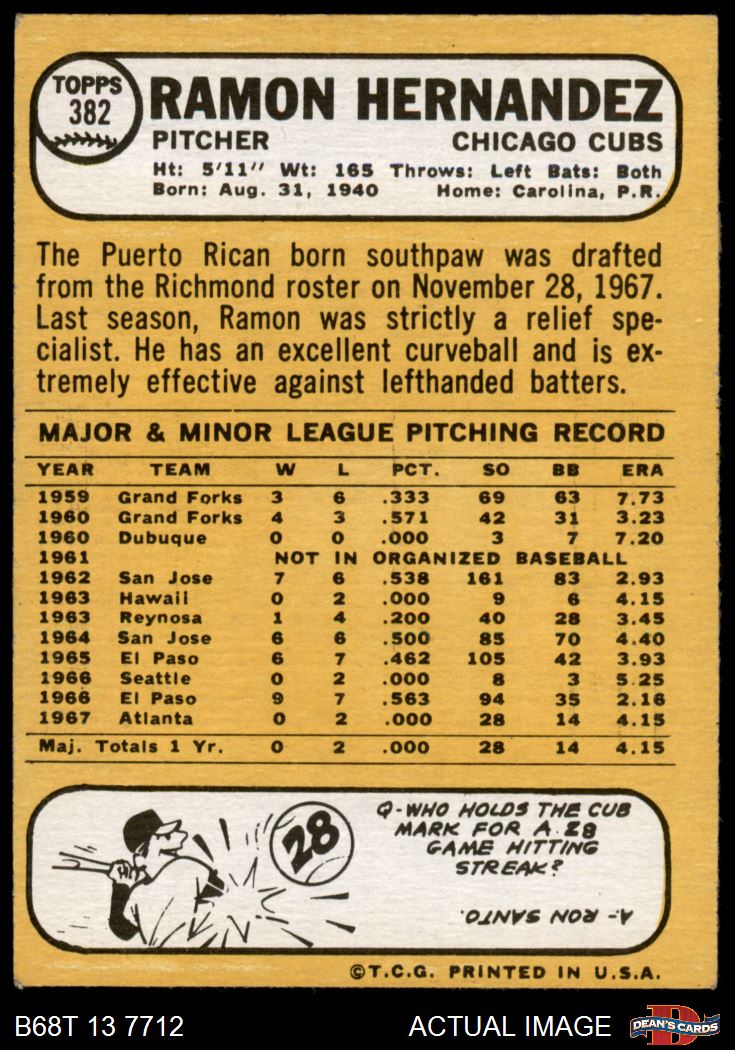 TOPPS
382
RAMON HERNANDEZ
PITCHER CHICAGO CUBS
Ht: 5'11" Wt: 165 Throws: Left Bats: Both
Born: Aug. 31, 1940 Home: Carolina, P.R.
The Puerto Rican born southpaw was drafted
from the Richmond roster on November 28, 1967.
Last season, Ramon was strictly a relief spe-
cialist. He has an excellent curveball and is ex-
tremely effective against lefthanded batters.
MAJOR & MINOR LEAGUE PITCHING RECORD
YEAR TEAM W L PCT. SO BB ERA
1959 Grand Forks 3 6 .333 69 63 7.73
1960 Grand Forks 4 3 .571 42 31 3.23
1960 Dubuque 0 0 .000 3 7 7.20
1961 NOT IN ORGANIZED BASEBALL
1962 San Jose 7 6 .538 161 83 2.93
1963 Hawaii 0 2 .000 9 6 4.15
1963 Reynosa 1 4 .200 40 28 3.45
1964 San Jose 6 6 .500 85 70 4.40
1965 El Paso 6 7 .462 105 42 3.93
1966 Seattle 0 2 .000 8 3 5.25
1966 El Paso 9 7 .563 94 35 2.16
1967 Atlanta 0 2 .000 28 14 4.15
Maj. Totals 1 Yr. 0 2 .000 28 14 4.15
28
Q-WHO HOLDS THE CUB
MARK FOR A 28
GAME HITTING
STREAK?
A- RON SANTO.
©T.C.G. PRINTED IN U.S.A.
B68T 13 7712 ACTUAL IMAGE DEAN'S CARDS